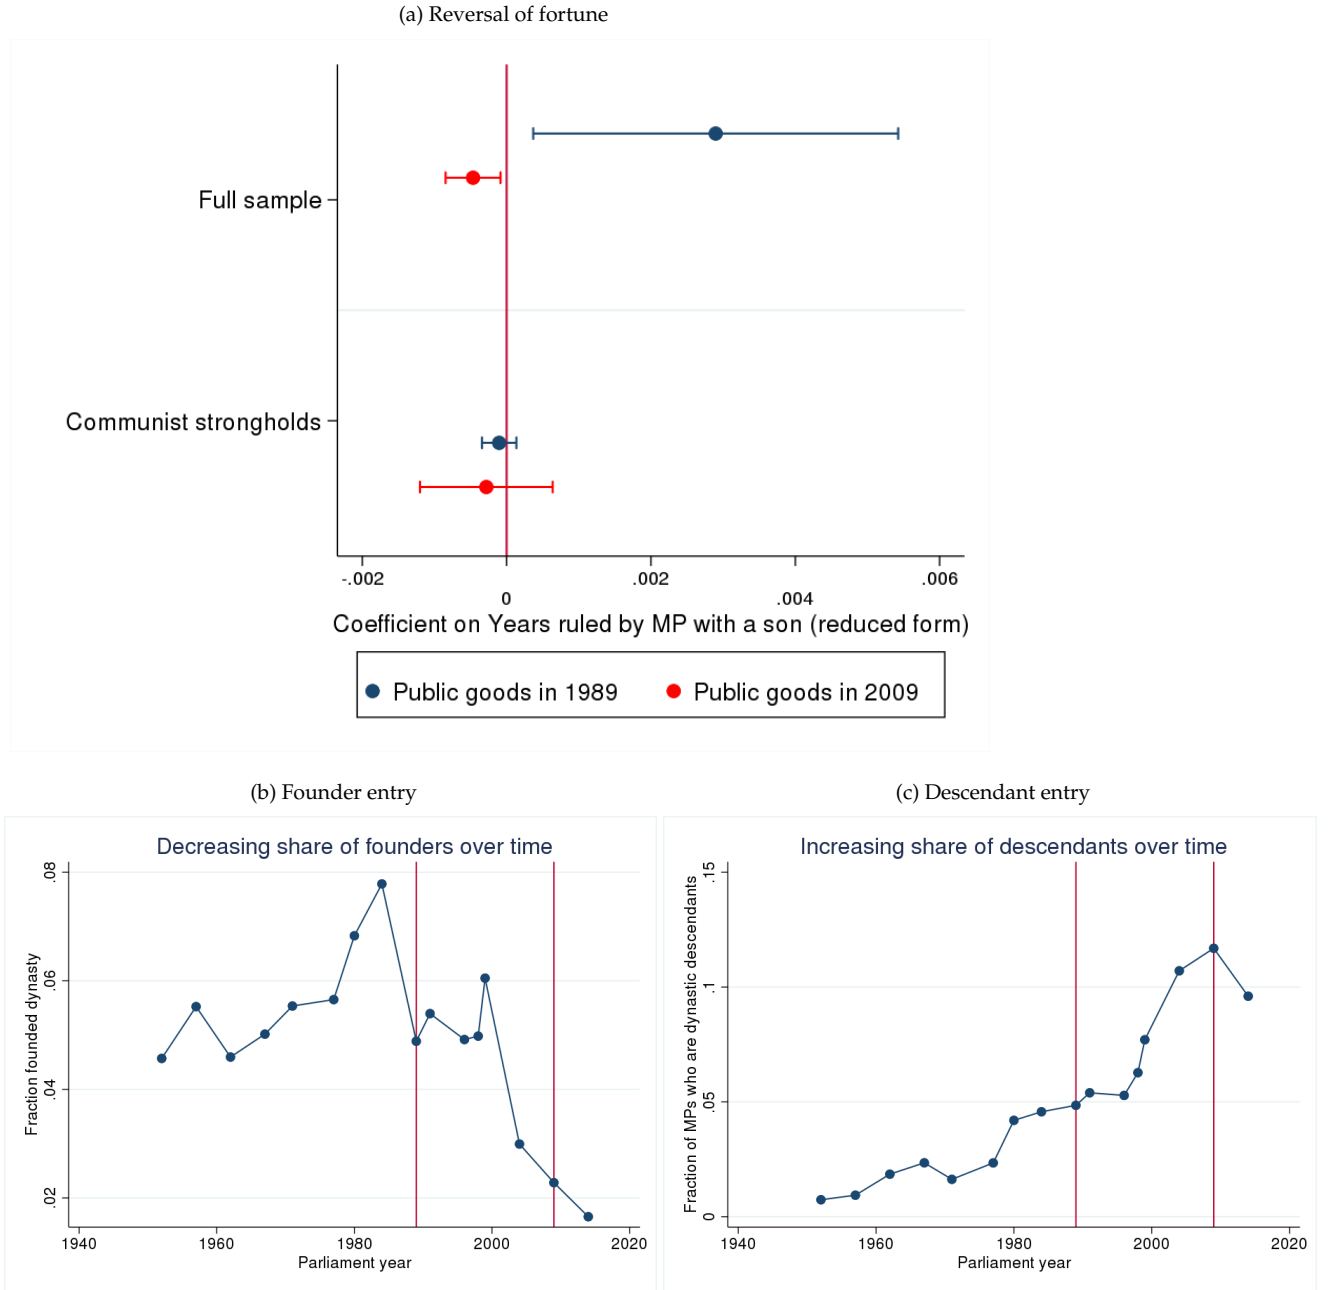 (a) Reversal of fortune
Full sample
Communist strongholds
-.002
0
.002
.004
.006
Coefficient on Years ruled by MP with a son (reduced form)
Public goods in 1989
Public goods in 2009
(b) Founder entry
Decreasing share of founders over time
Fraction founded dynasty
.08
.06
.04
.02
1940
1960
1980
2000
2020
Parliament year
(c) Descendant entry
Increasing share of descendants over time
Fraction of MPs who are dynastic descendants
.15
.1
.05
0
1940
1960
1980
2000
2020
Parliament year